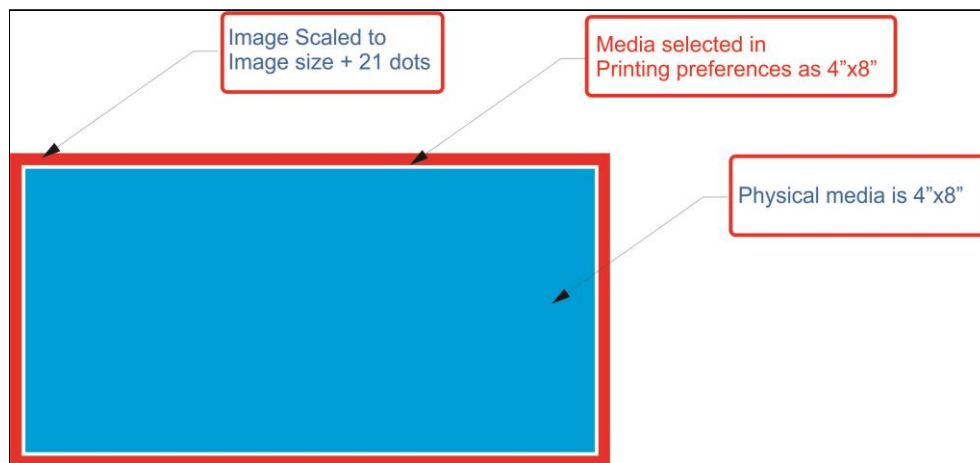 Image Scaled to
Image size + 21 dots
Media selected in
Printing preferences as 4”x8”
Physical media is 4”x8”